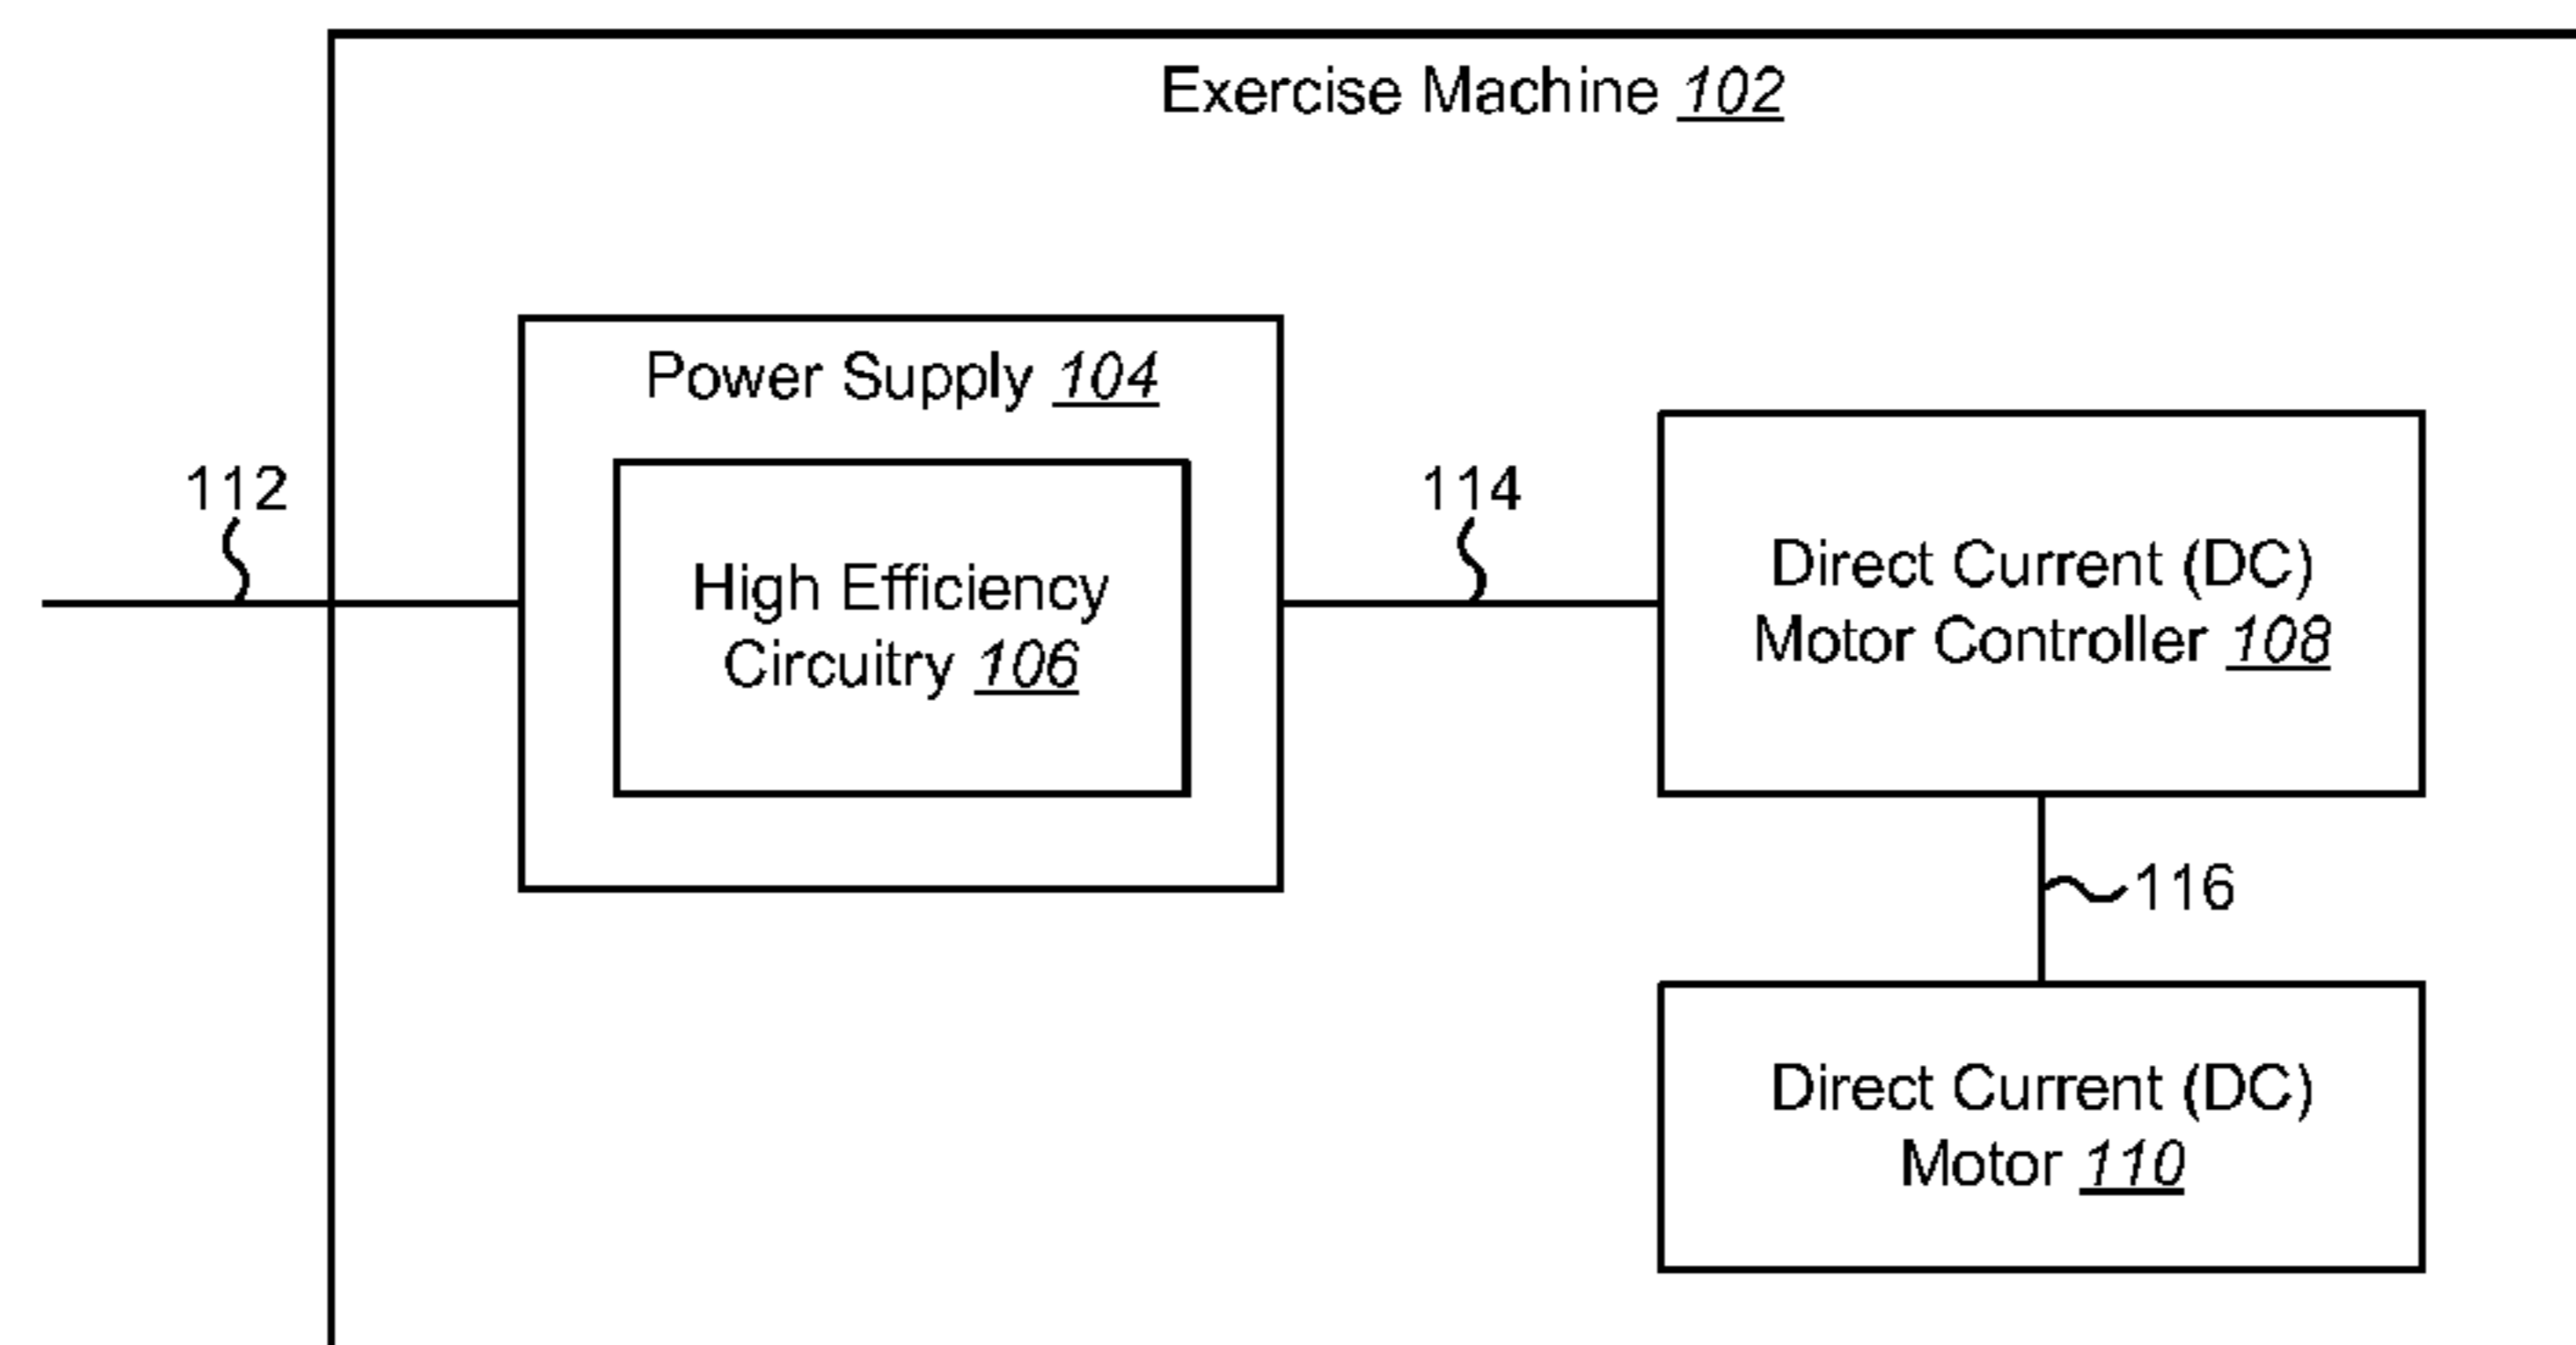 Exercise Machine 102
Power Supply 104
112
114
High Efficiency
Circuitry 106
Direct Current (DC)
Motor Controller 108
116
Direct Current (DC)
Motor 110